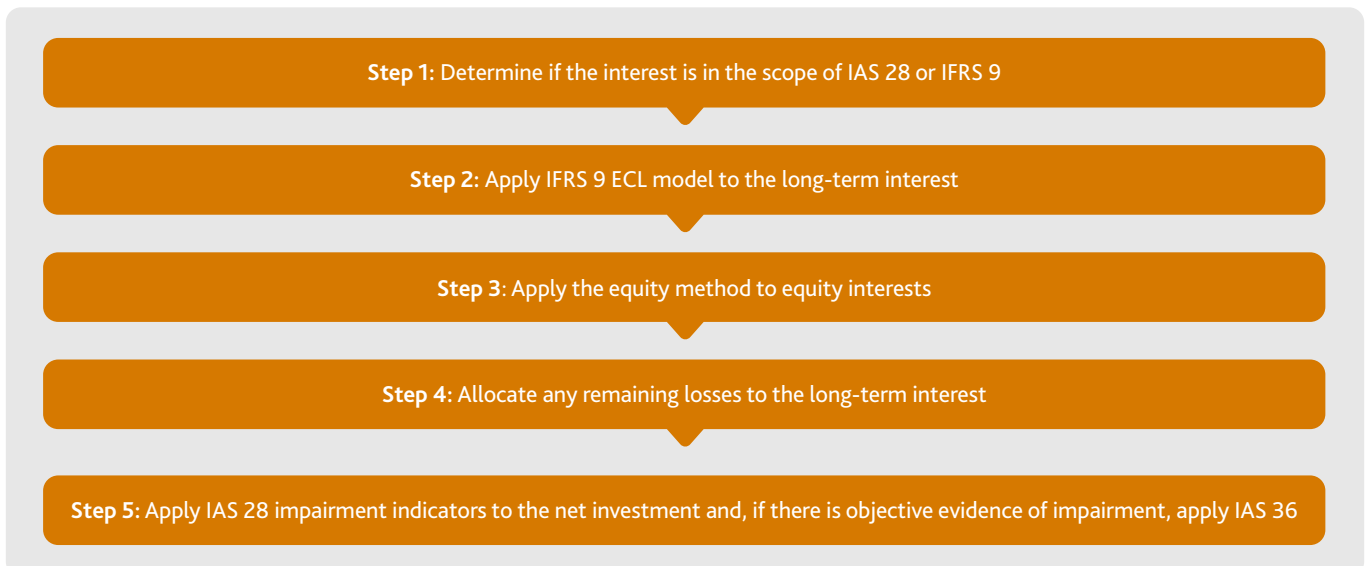 Step 1: Determine if the interest is in the scope of IAS 28 or IFRS 9
Step 2: Apply IFRS 9 ECL model to the long-term interest
Step 3: Apply the equity method to equity interests
Step 4: Allocate any remaining losses to the long-term interest
Step 5: Apply IAS 28 impairment indicators to the net investment and, if there is objective evidence of impairment, apply IAS 36